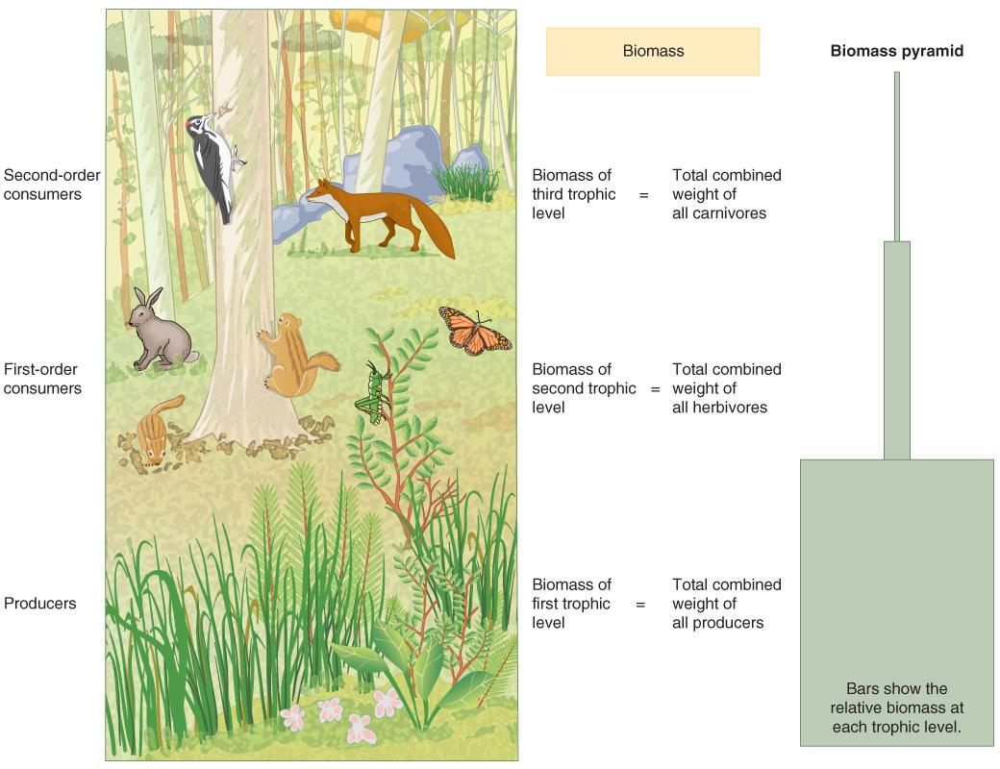 Biomass
Biomass pyramid
Second-order
consumers
Biomass of
third trophic
level
=
Total combined
weight of
all carnivores
First-order
consumers
Biomass of
second trophic
level
=
Total combined
weight of
all herbivores
Producers
Biomass of
first trophic
level
=
Total combined
weight of
all producers
Bars show the
relative biomass at
each trophic level.